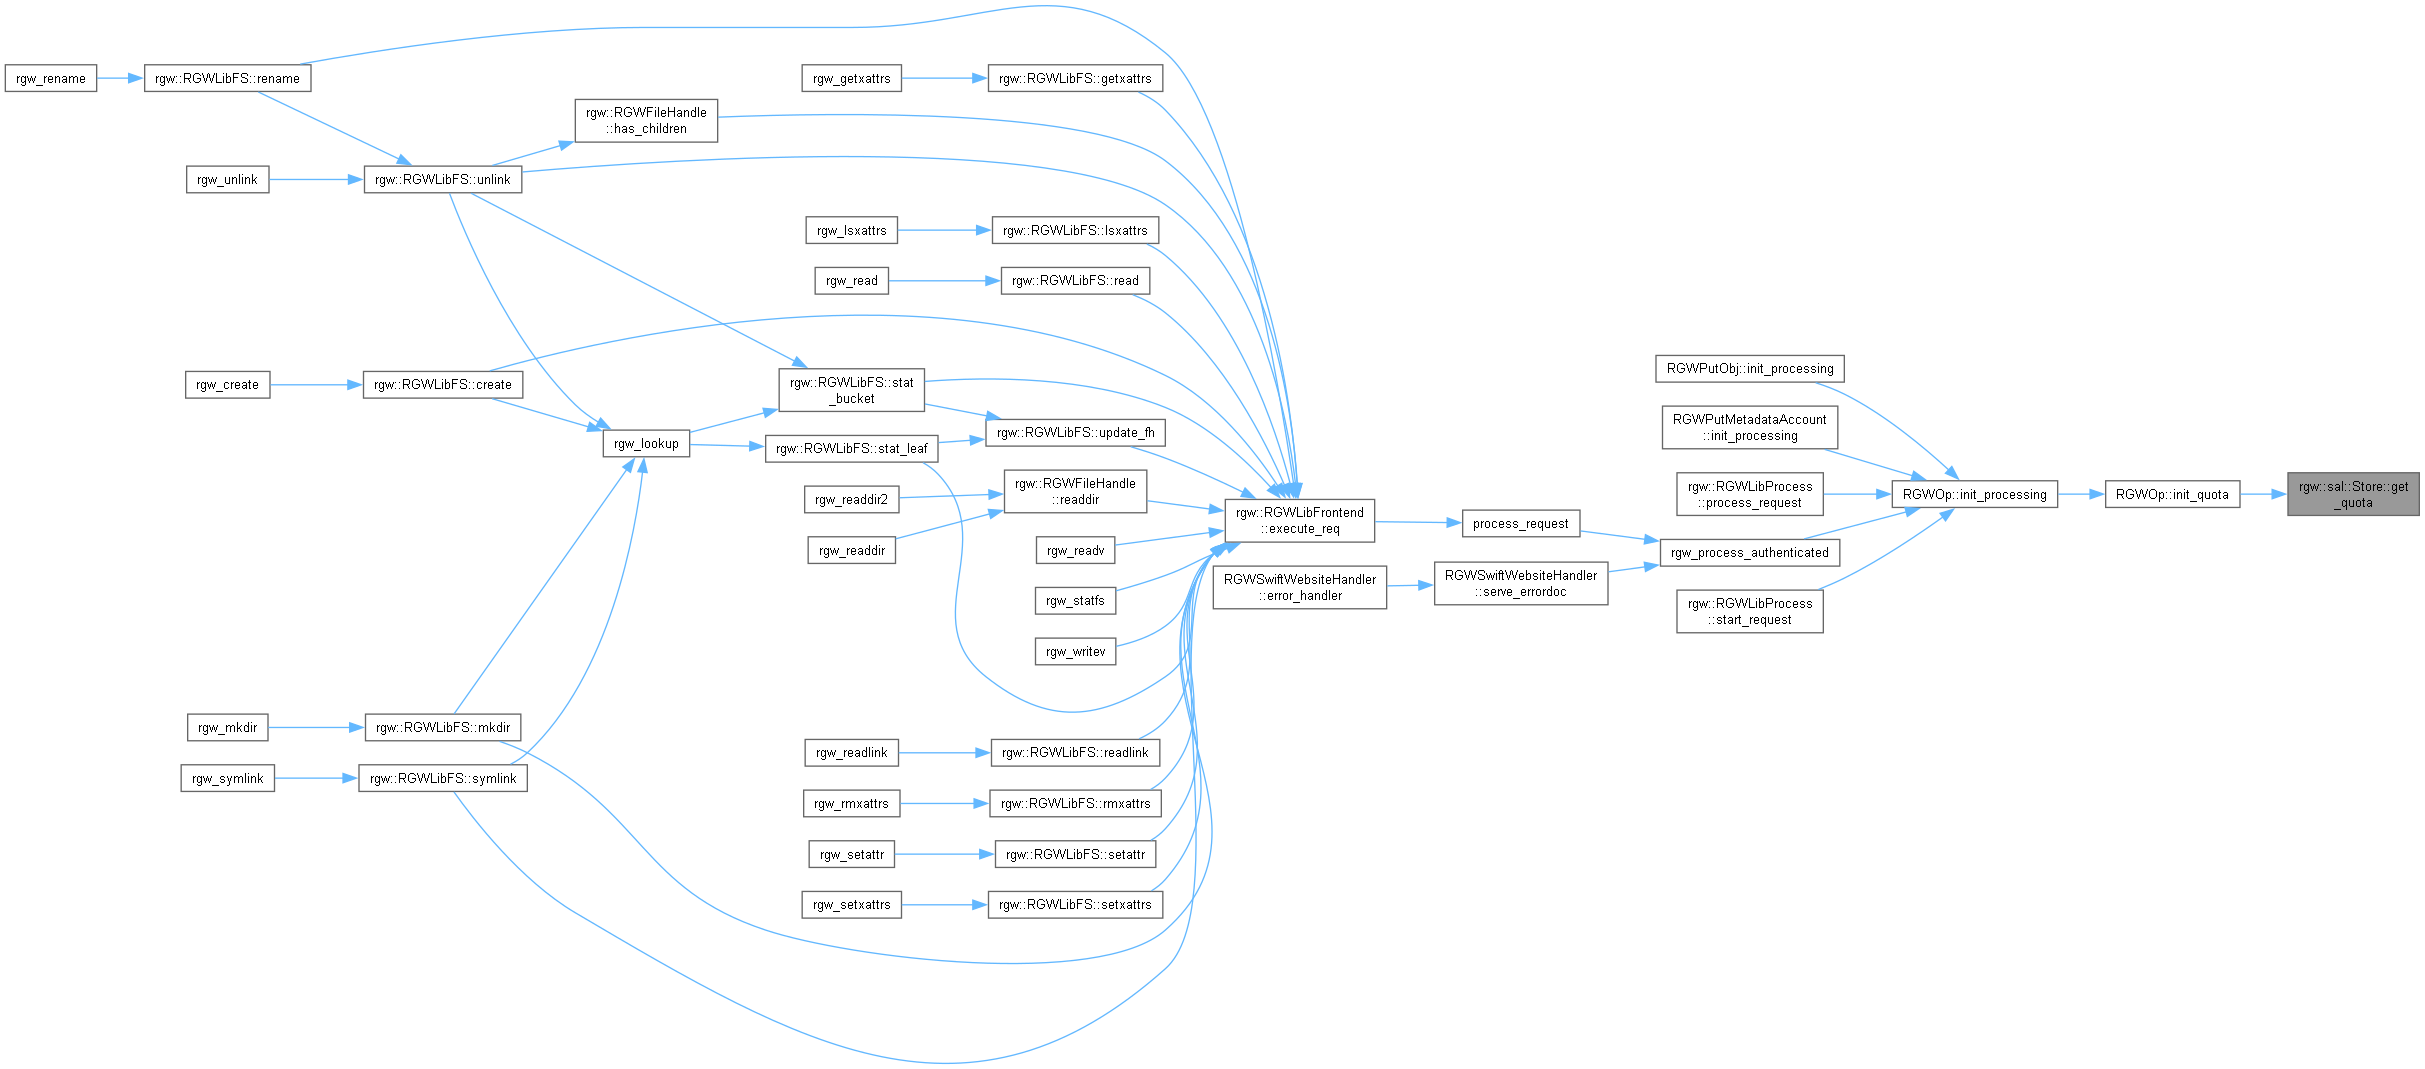 rgw_rename
rgw::RGWLibFS::rename
rgw_getxattrs
rgw::RGWLibFS::getxattrs
rgw::RGWFileHandle
::has_children
rgw_unlink
rgw::RGWLibFS::unlink
rgw_lsxattrs
rgw::RGWLibFS::lsxattrs
rgw_read
rgw::RGWLibFS::read
rgw_create
rgw::RGWLibFS::create
rgw::RGWLibFS::stat
_bucket
rgw_lookup
rgw::RGWLibFS::stat_leaf
rgw::RGWLibFS::update_fh
rgw_readdir2
rgw_readdir
rgw::RGWFileHandle
::readdir
rgw_readv
rgw_statfs
rgw_writev
rgw::RGWLibFrontend
::execute_req
RGWSwiftWebsiteHandler
::error_handler
process_request
RGWSwiftWebsiteHandler
::serve_errordoc
RGWPutObj::init_processing
RGWPutMetadataAccount
::init_processing
rgw::RGWLibProcess
::process_request
rgw_process_authenticated
rgw::RGWLibProcess
::start_request
RGWOp::init_processing
RGWOp::init_quota
rgw::sal::Store::get
_quota
rgw_mkdir
rgw::RGWLibFS::mkdir
rgw_symlink
rgw::RGWLibFS::symlink
rgw_readlink
rgw::RGWLibFS::readlink
rgw_rmxattrs
rgw::RGWLibFS::rmxattrs
rgw_setattr
rgw::RGWLibFS::setattr
rgw_setxattrs
rgw::RGWLibFS::setxattrs